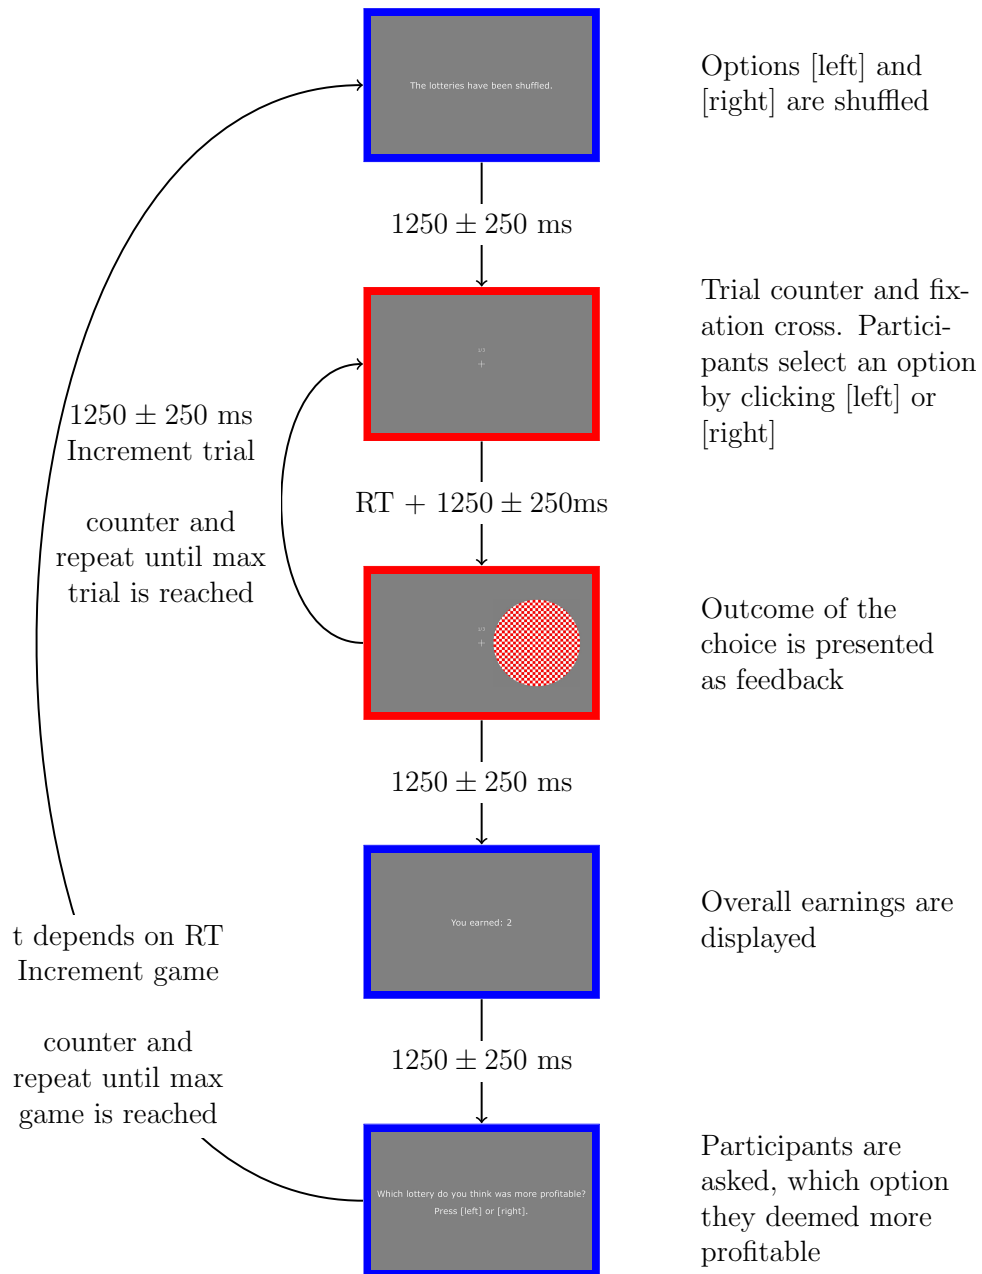 The lotteries have been shuffled.
Options [left] and
[right] are shuffled
1250 ± 250 ms
Trial counter and fix-
ation cross. Partici-
pants select an option
by clicking [left] or
[right]
+
1250 ± 250 ms
Increment trial
counter and
repeat until max
trial is reached
RT + 1250 ± 250ms
+
Outcome of the
choice is presented
as feedback
1250 ± 250 ms
You earned: 2
Overall earnings are
displayed
t depends on RT
Increment game
counter and
repeat until max
game is reached
1250 ± 250 ms
Which lottery do you think was more profitable?
Press [left] or [right].
Participants are
asked, which option
they deemed more
profitable